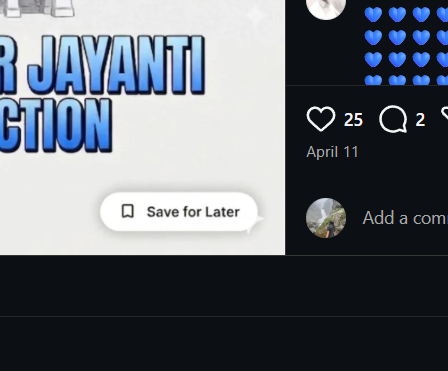 R JAYANTI
CTION
Save for Later
💙 💙 💙 💙
💙 💙 💙 💙
💙 💙 💙 💙
💙 💙 💙 💙
25 2
April 11
Add a com